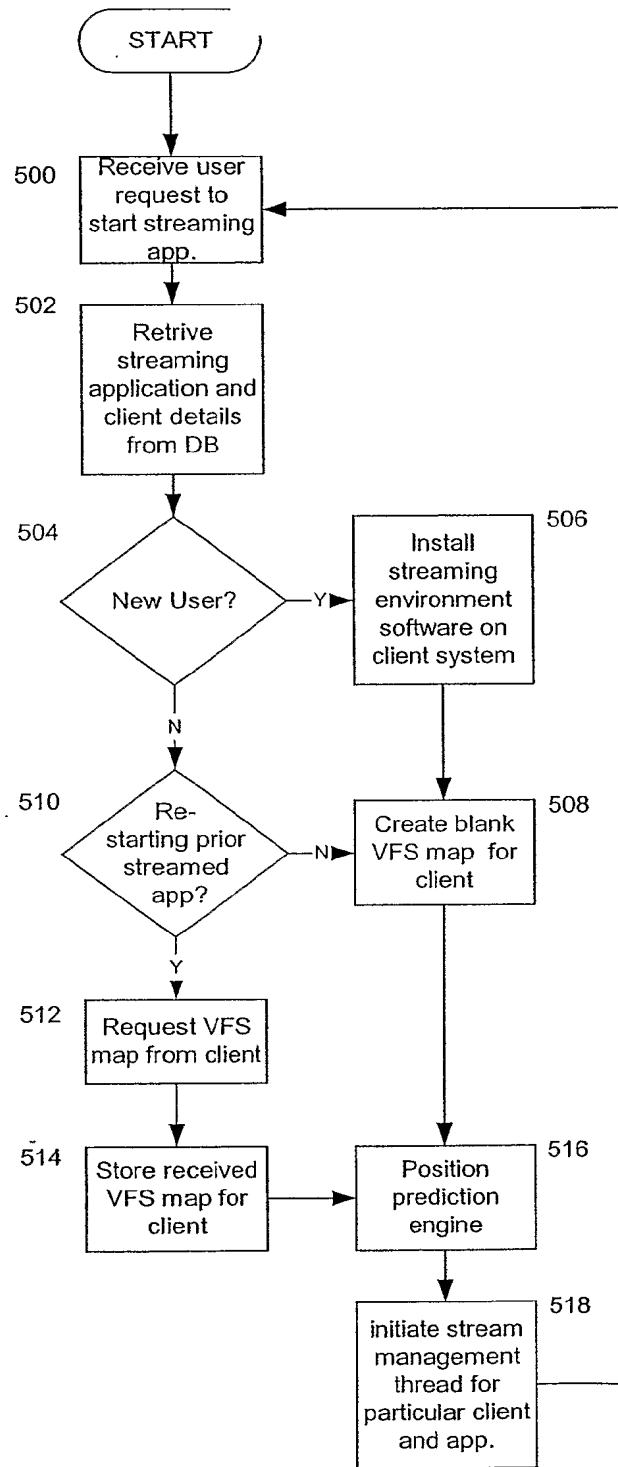 START
500
Receive user
request to
start streaming
app.
502
Retrive
streaming
application and
client details
from DB
504
New User?
Y
506
Install
streaming
environment
software on
client system
N
510
Re-
starting prior
streamed
app?
N
508
Create blank
VFS map for
client
Y
512
Request VFS
map from client
514
Store received
VFS map for
client
516
Position
prediction
engine
518
initiate stream
management
thread for
particular client
and app.